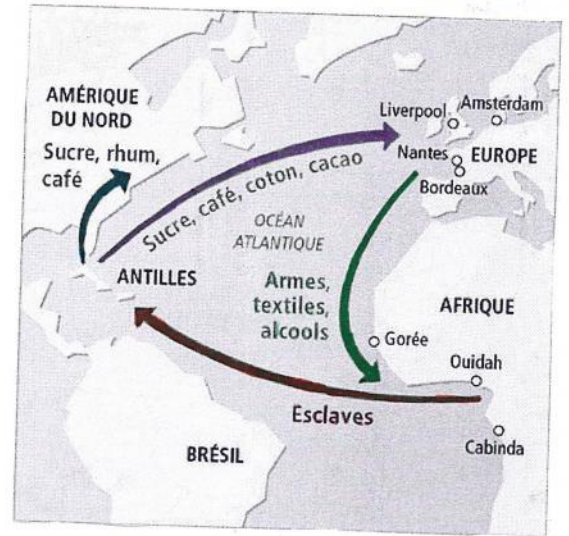 AMÉRIQUE
DU NORD
Sucre, rhum,
café
Sucre, café, coton, cacao
Liverpool
Amsterdam
Nantes
EUROPE
Bordeaux
OCÉAN
ATLANTIQUE
ANTILLES
Armes,
textiles,
alcools
AFRIQUE
Gorée
Ouidah
Esclaves
Cabinda
BRÉSIL